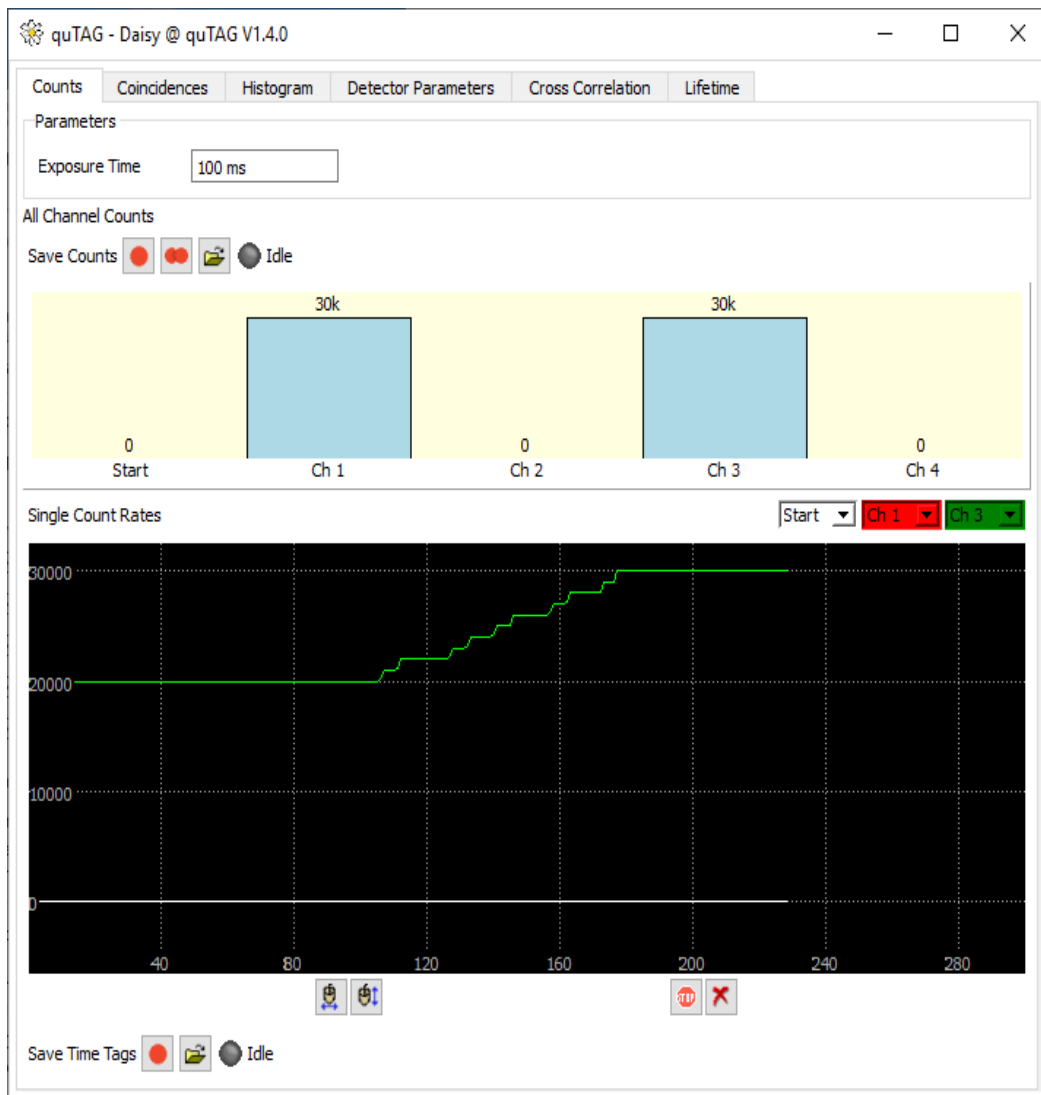 quTAG - Daisy @ quTAG V1.4.0
Counts Coincidences Histogram Detector Parameters Cross Correlation Lifetime
Parameters
Exposure Time 100 ms
All Channel Counts
Save Counts Idle
30k 30k
0 0 0
Start Ch 1 Ch 2 Ch 3 Ch 4
Single Count Rates Start Ch 1 Ch 3
30000
20000
10000
0
40 80 120 160 200 240 280
STOP
Save Time Tags Idle